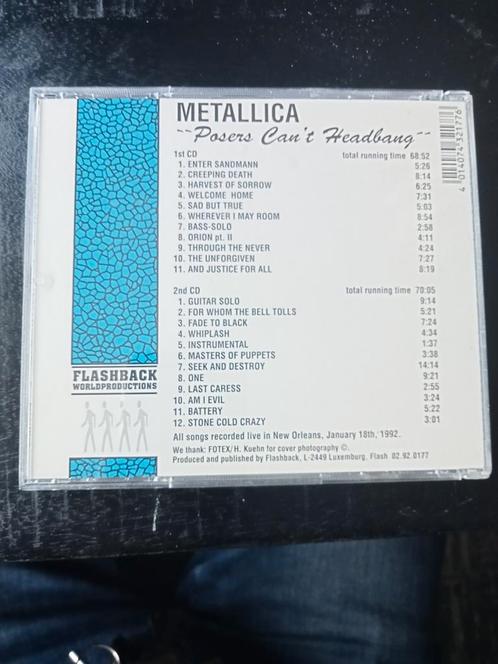 METALLICA
~~Posers Can't Headbang~~
1st CD total running time 68:52
1. ENTER SANDMANN 5:26
2. CREEPING DEATH 8:14
3. HARVEST OF SORROW 6:25
4. WELCOME HOME 7:31
5. SAD BUT TRUE 5:03
6. WHEREVER I MAY ROOM 8:54
7. BASS-SOLO 2:58
8. ORION pt. II 4:11
9. THROUGH THE NEVER 4:24
10. THE UNFORGIVEN 7:27
11. AND JUSTICE FOR ALL 8:19
2nd CD total running time 70:05
1. GUITAR SOLO 9:14
2. FOR WHOM THE BELL TOLLS 5:21
3. FADE TO BLACK 7:24
4. WHIPLASH 4:34
5. INSTRUMENTAL 1:37
6. MASTERS OF PUPPETS 3:38
7. SEEK AND DESTROY 14:14
8. ONE 9:21
9. LAST CARESS 2:55
10. AM I EVIL 3:24
11. BATTERY 5:22
12. STONE COLD CRAZY 3:01
All songs recorded live in New Orleans, January 18th, 1992.
We thank: FOTEX/H. Kuehn for cover photography ©.
Produced and published by Flashback, L-2449 Luxemburg, Flash 02.92.0177
FLASHBACK
WORLDPRODUCTIONS
4 014074 321776